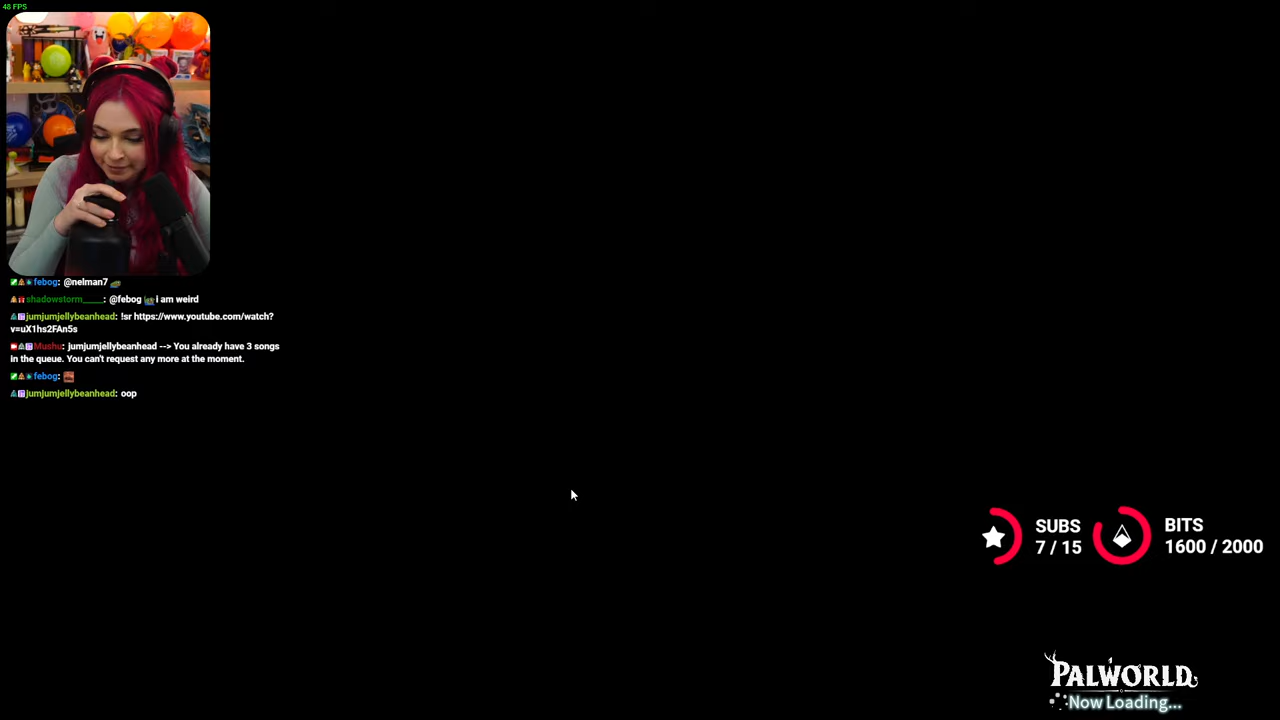 48 FPS
febog: @nelman7
shadowstorm_____: @febog i am weird
jumjumjellybeanhead: !sr https://www.youtube.com/watch?
v=uX1hs2FAn5s
Mushu: jumjumjellybeanhead --> You already have 3 songs
in the queue. You can't request any more at the moment.
febog:
jumjumjellybeanhead: oop
SUBS
7 / 15
BITS
1600 / 2000
PALWORLD
Now Loading...